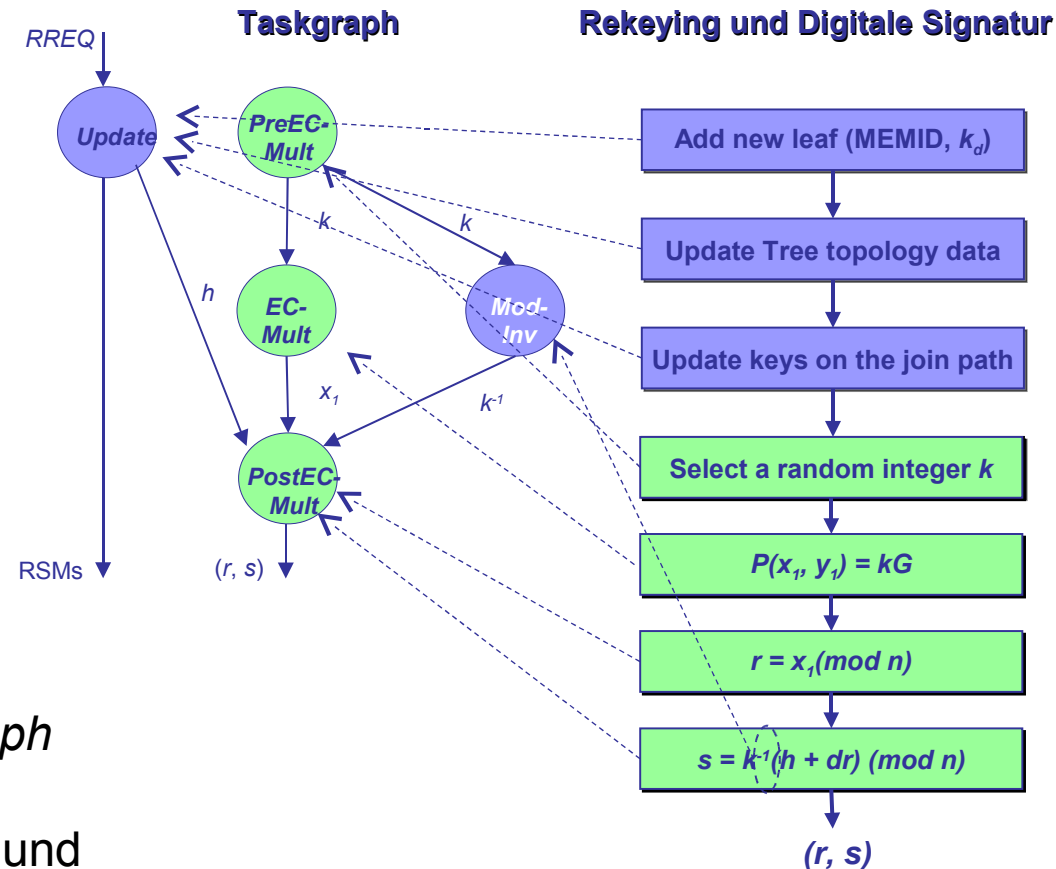 Taskgraph
Rekeying und Digitale Signatur
RREQ
Update
PreEC-
Mult
k
k
h
EC-
Mult
Mod-
Inv
x₁
k⁻¹
PostEC-
Mult
RSMs
(r, s)
Add new leaf (MEMID, k_d)
Update Tree topology data
Update keys on the join path
Select a random integer k
P(x₁, y₁) = kG
r = x₁(mod n)
s = k⁻¹(h + dr) (mod n)
(r, s)
ph
und